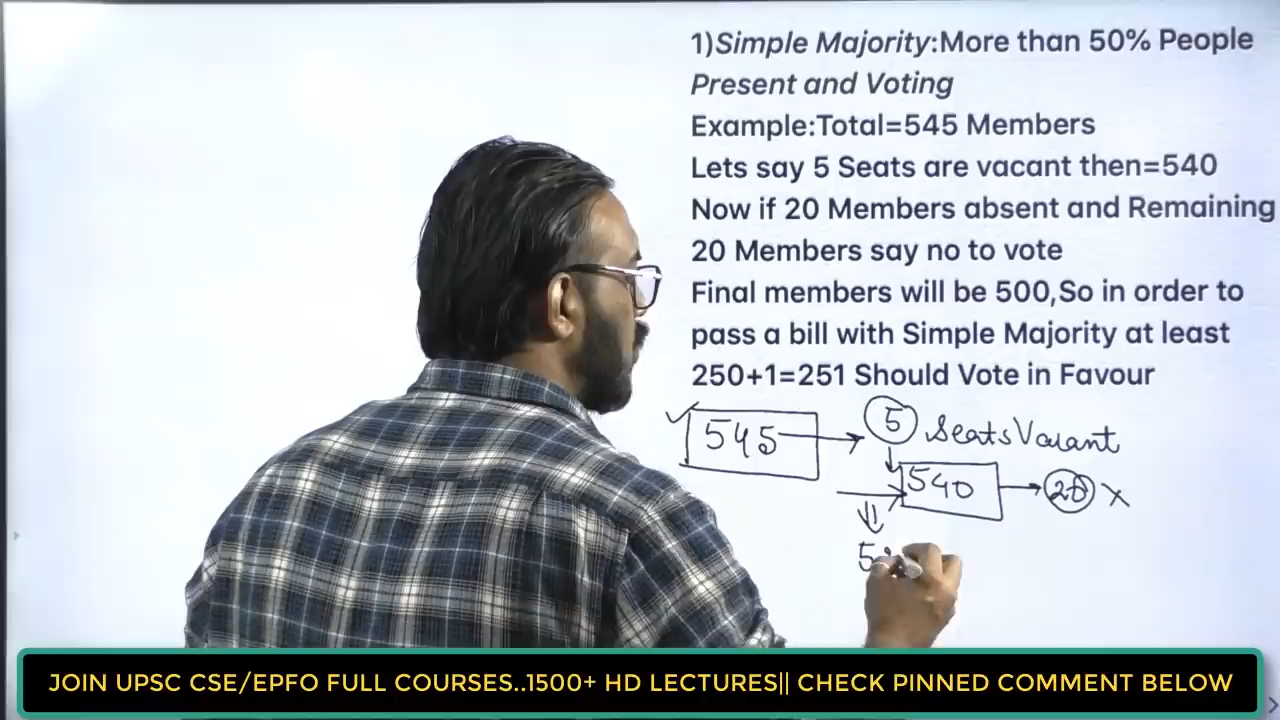 1)Simple Majority:More than 50% People
Present and Voting
Example:Total=545 Members
Lets say 5 Seats are vacant then=540
Now if 20 Members absent and Remaining
20 Members say no to vote
Final members will be 500,So in order to
pass a bill with Simple Majority at least
250+1=251 Should Vote in Favour
545 → 5 Seats Vacant
540 → 20 x
JOIN UPSC CSE/EPFO FULL COURSES..1500+ HD LECTURES|| CHECK PINNED COMMENT BELOW